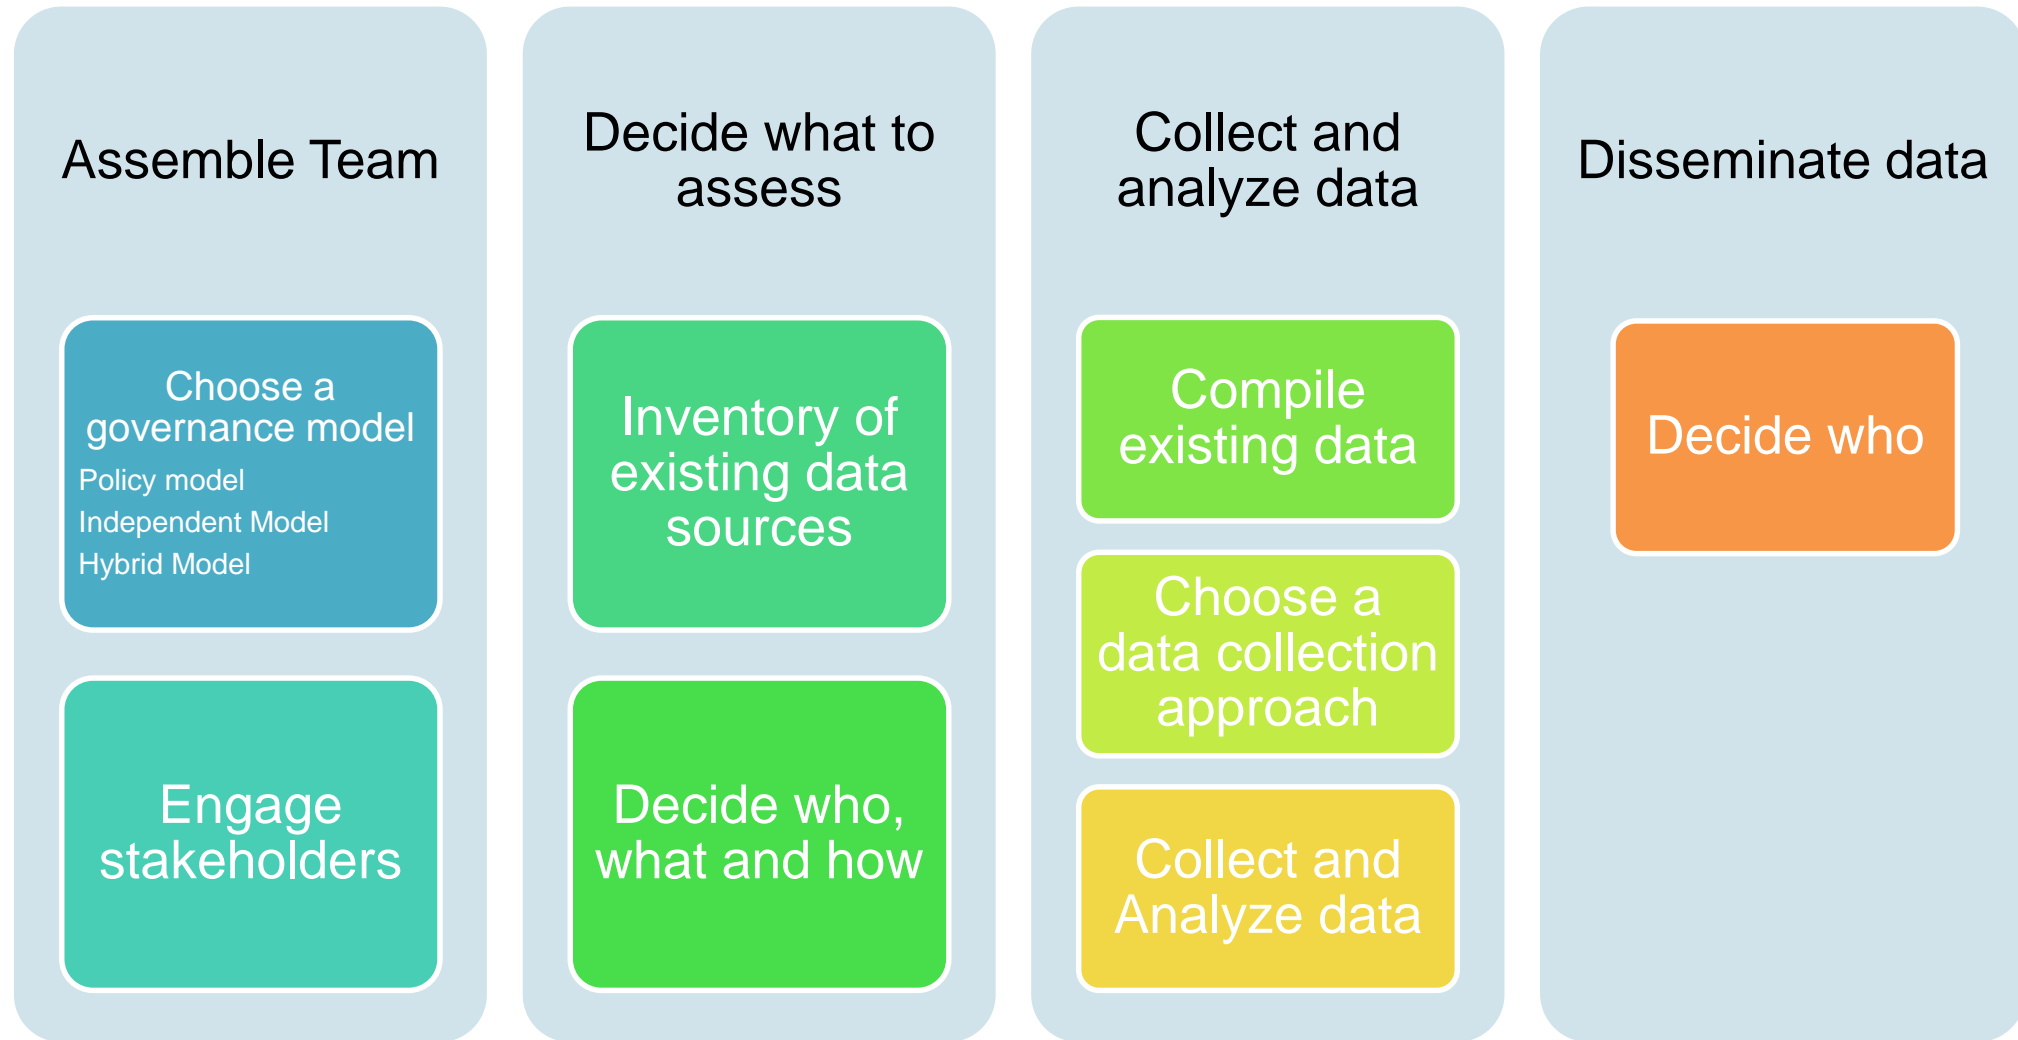 Assemble Team
Choose a
governance model
Policy model
Independent Model
Hybrid Model
Engage
stakeholders
Decide what to
assess
Inventory of
existing data
sources
Decide who,
what and how
Collect and
analyze data
Compile
existing data
Choose a
data collection
approach
Collect and
Analyze data
Disseminate data
Decide who